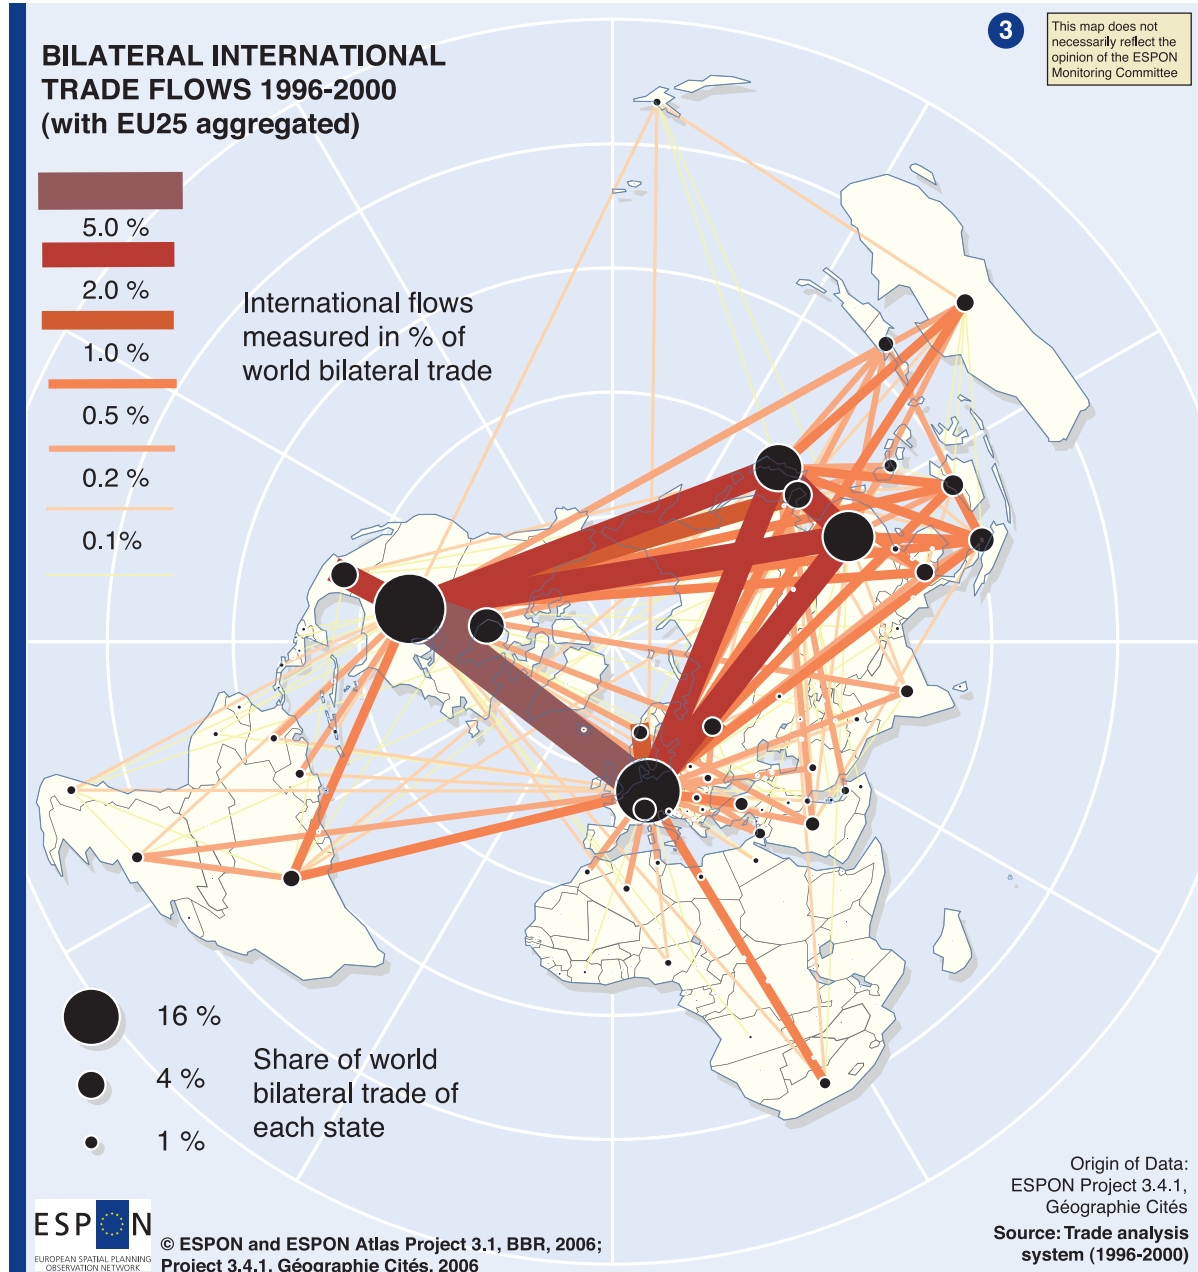 BILATERAL INTERNATIONAL
TRADE FLOWS 1996-2000
(with EU25 aggregated)
3
This map does not
necessarily reflect the
opinion of the ESPON
Monitoring Committee
5.0 %
2.0 %
1.0 %
0.5 %
0.2 %
0.1%
International flows
measured in % of
world bilateral trade
16 %
4 %
1 %
Share of world
bilateral trade of
each state
Origin of Data:
ESPON Project 3.4.1,
Géographie Cités
Source: Trade analysis
system (1996-2000)
ESPON
EUROPEAN SPATIAL PLANNING
OBSERVATION NETWORK
© ESPON and ESPON Atlas Project 3.1, BBR, 2006;
Project 3.4.1. Géographie Cités. 2006